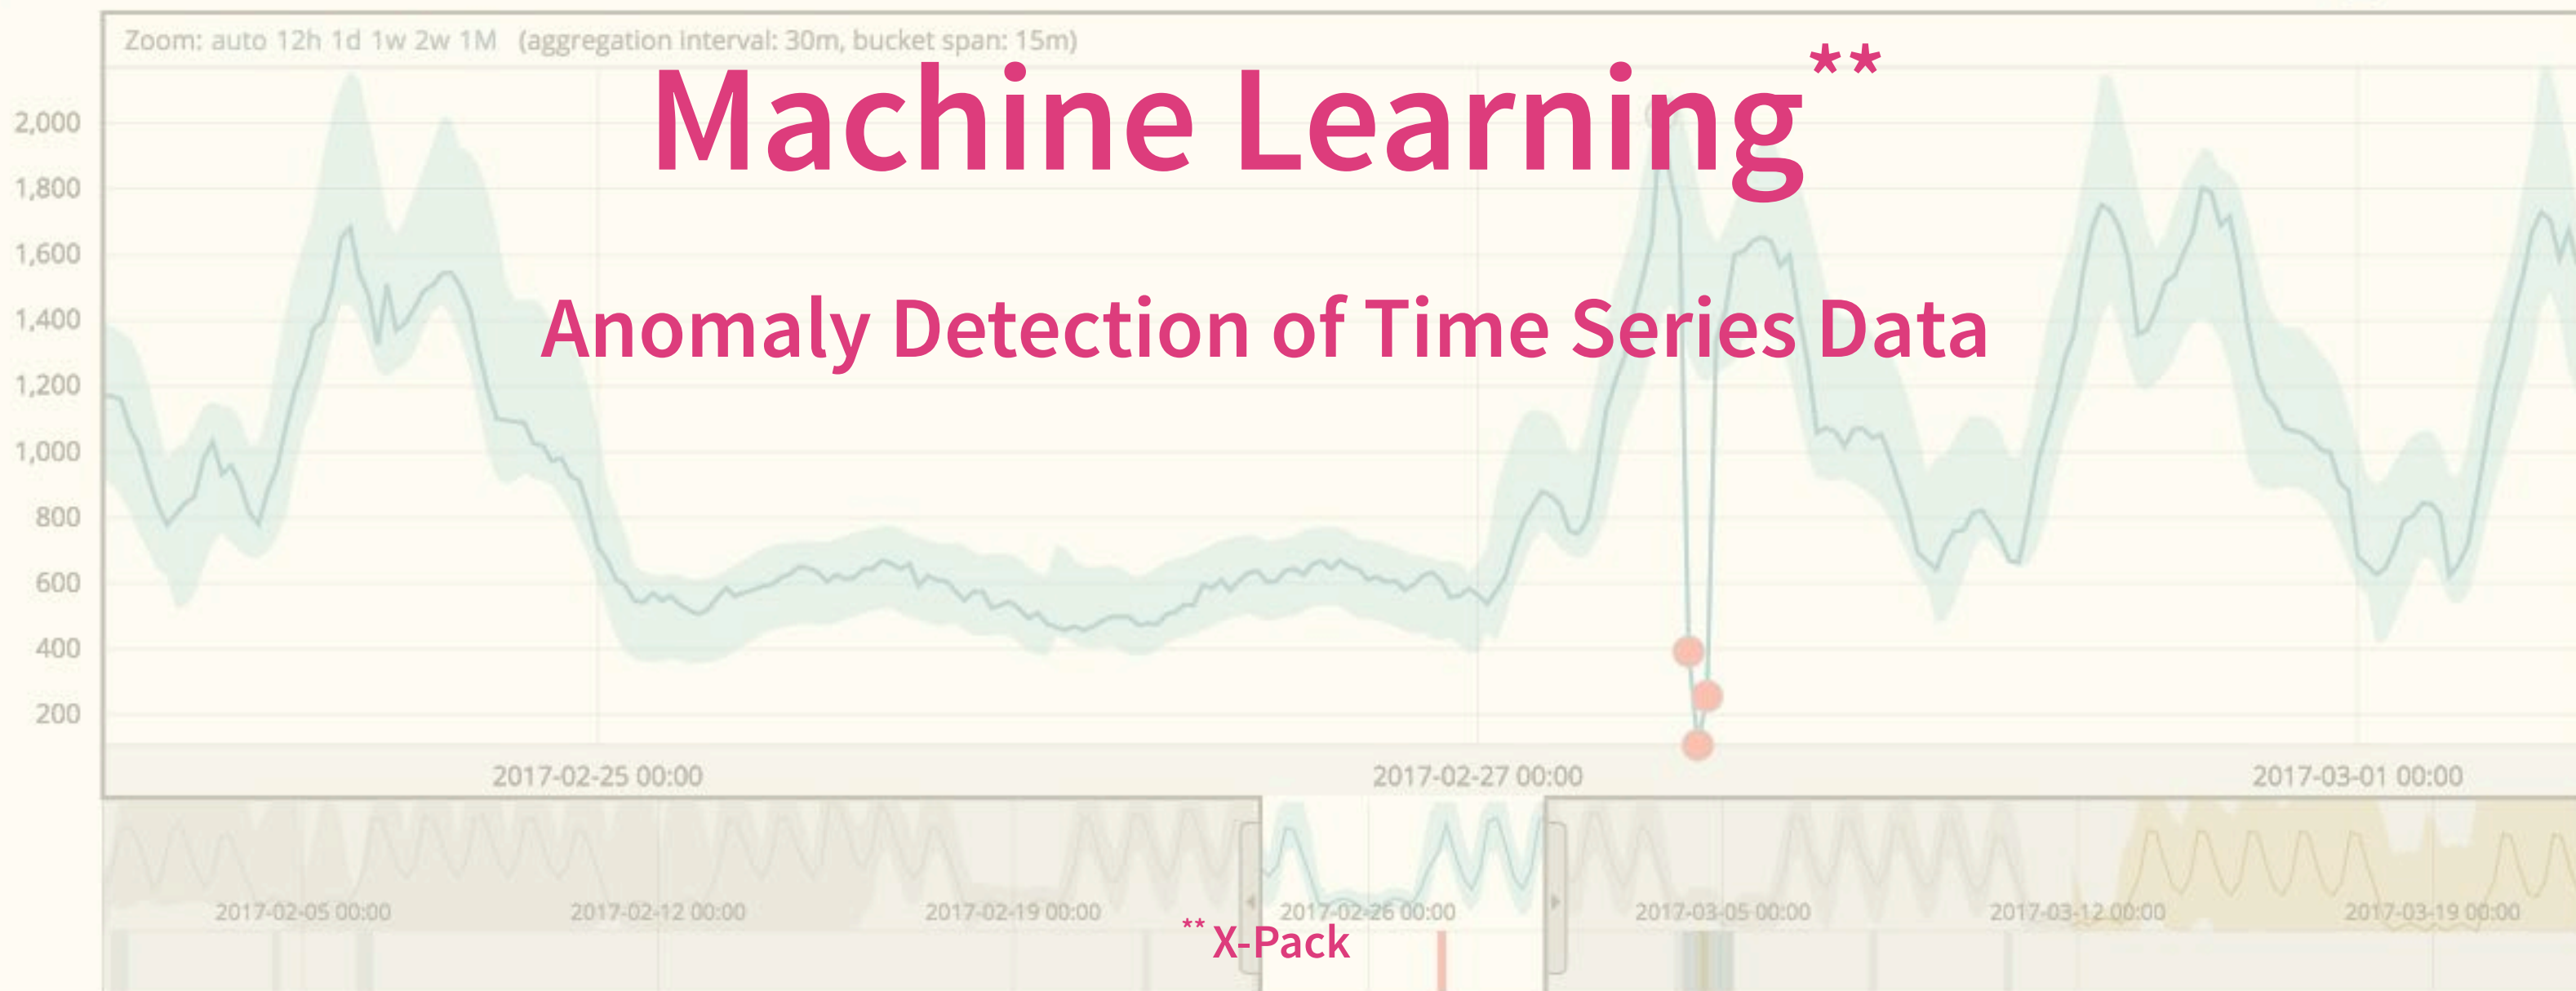 Zoom: auto 12h 1d 1w 2w 1M (aggregation interval: 30m, bucket span: 15m)
Machine Learning**
2,000
1,800
1,600
Anomaly Detection of Time Series Data
1,400
1,200
1,000
800
600
400
200
2017-02-25 00:00 2017-02-27 00:00 2017-03-01 00:00
2017-02-05 00:00 2017-02-12 00:00 2017-02-19 00:00 2017-02-26 00:00 2017-03-05 00:00 2017-03-12 00:00 2017-03-19 00:00
** X-Pack